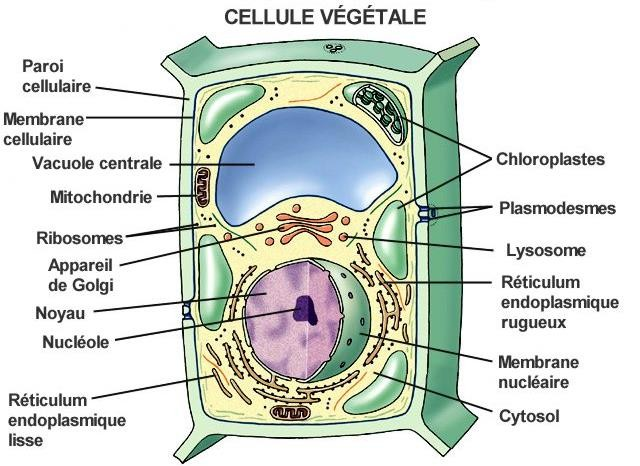 CELLULE VÉGÉTALE
Paroi
cellulaire
Membrane
cellulaire
Vacuole centrale
Mitochondrie
Ribosomes
Appareil
de Golgi
Noyau
Nucléole
Réticulum
endoplasmique
lisse
Chloroplastes
Plasmodesmes
Lysosome
Réticulum
endoplasmique
rugueux
Membrane
nucléaire
Cytosol